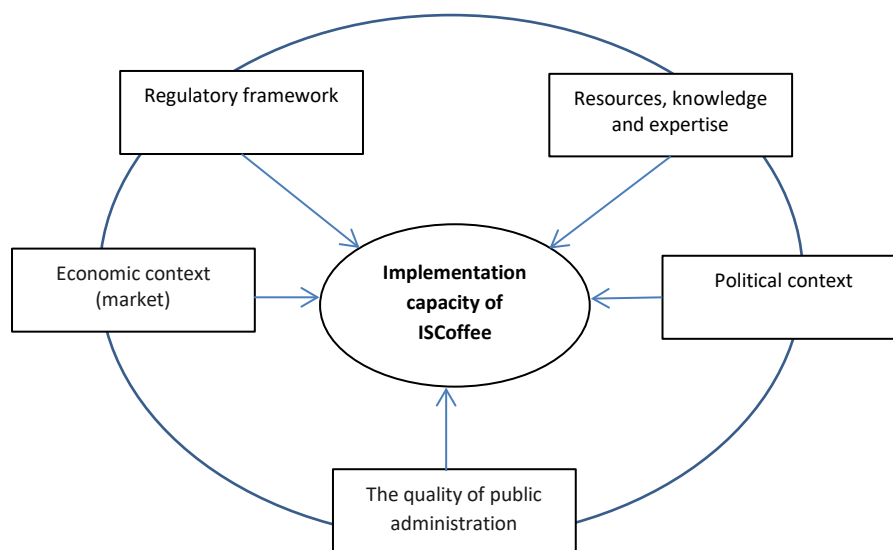 Regulatory framework
Resources, knowledge
and expertise
Economic context
(market)
Implementation
capacity of
ISCoffee
Political context
The quality of public
administration